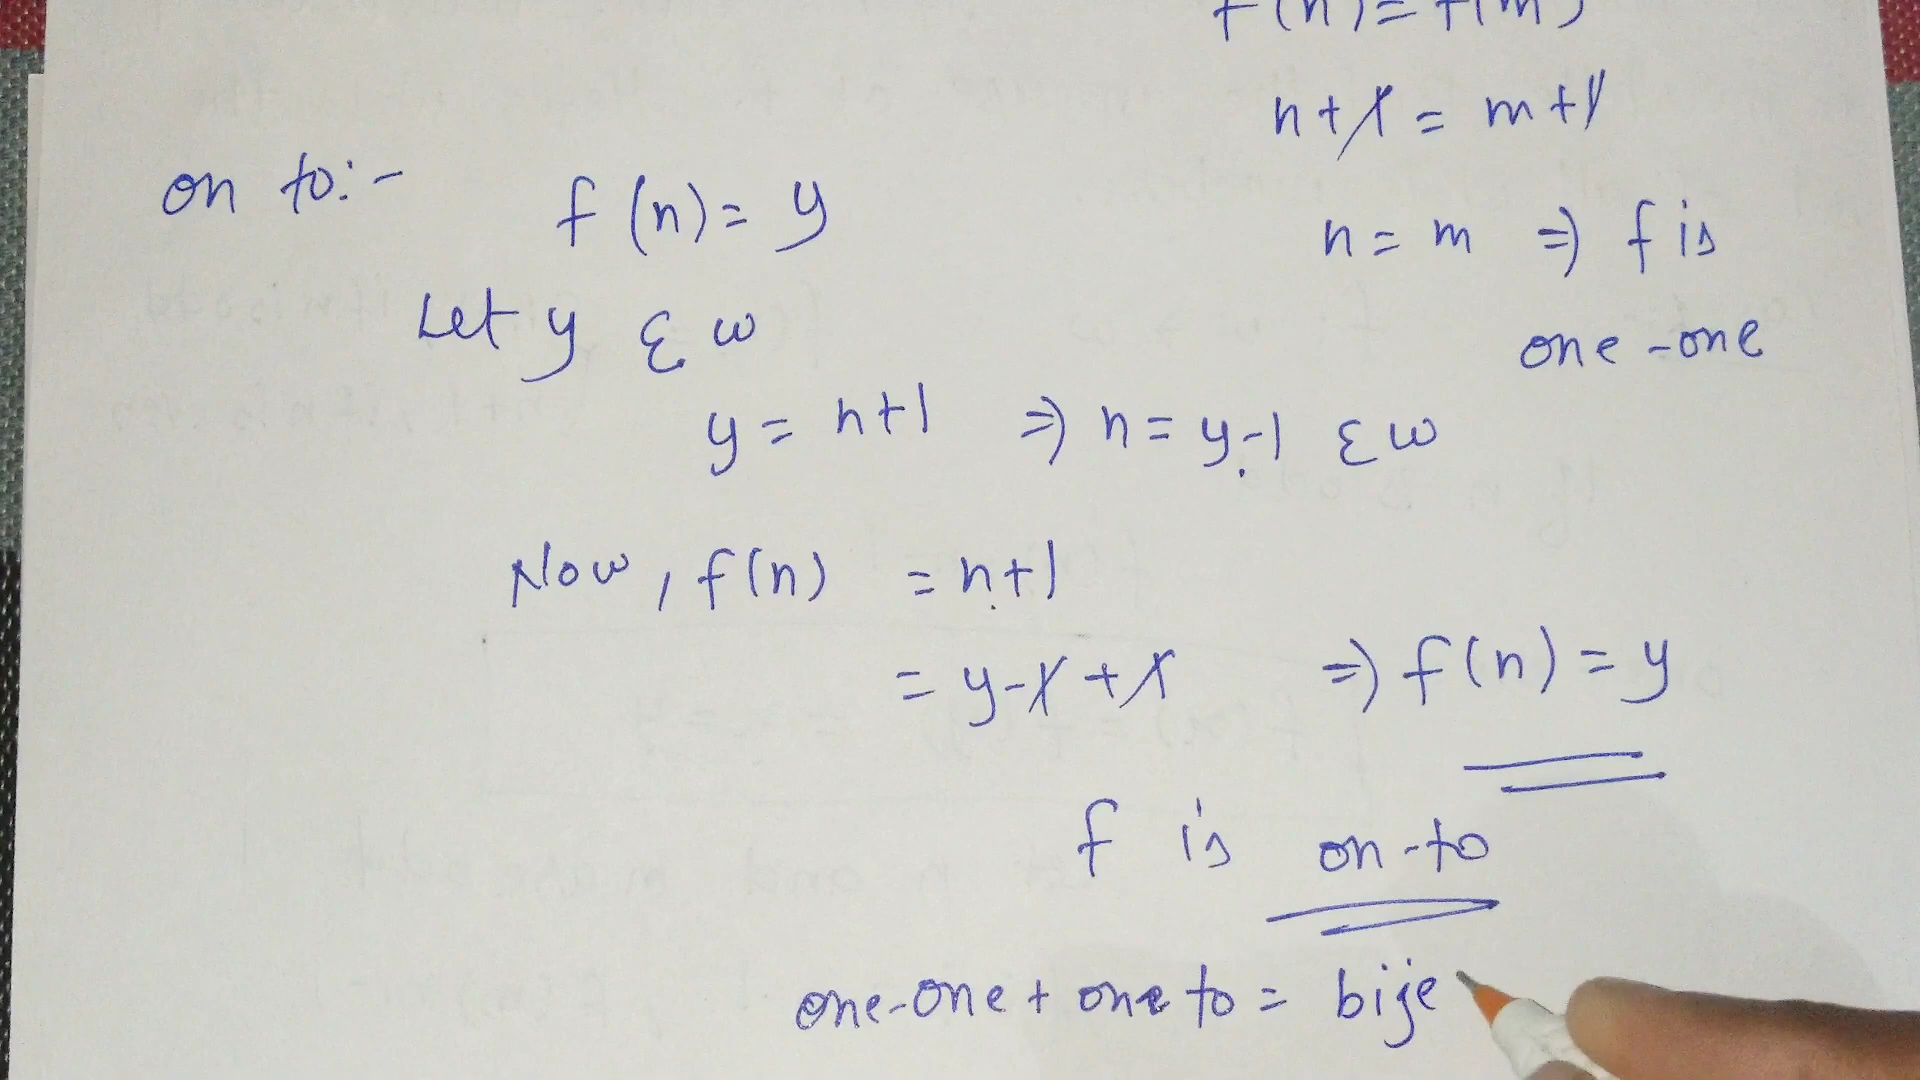 f(n) = f(m)
n+1 = m+1
on to:- f(n) = y
n = m ⇒ f is
one-one
Let y ε w
y = n+1 ⇒ n = y-1 ε w
Now, f(n) = n+1
= y-1+1 ⇒ f(n) = y
f is on-to
one-one + one to = bije